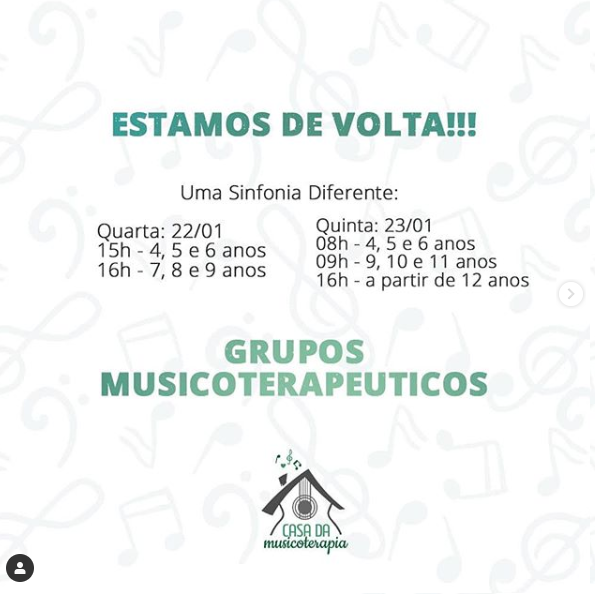 ESTAMOS DE VOLTA!!!
Uma Sinfonia Diferente:
Quarta: 22/01
15h - 4, 5 e 6 anos
16h - 7, 8 e 9 anos
Quinta: 23/01
08h - 4, 5 e 6 anos
09h - 9, 10 e 11 anos
16h - a partir de 12 anos
GRUPOS
MUSICOTERAPEUTICOS
CASA DA
musicoterapia